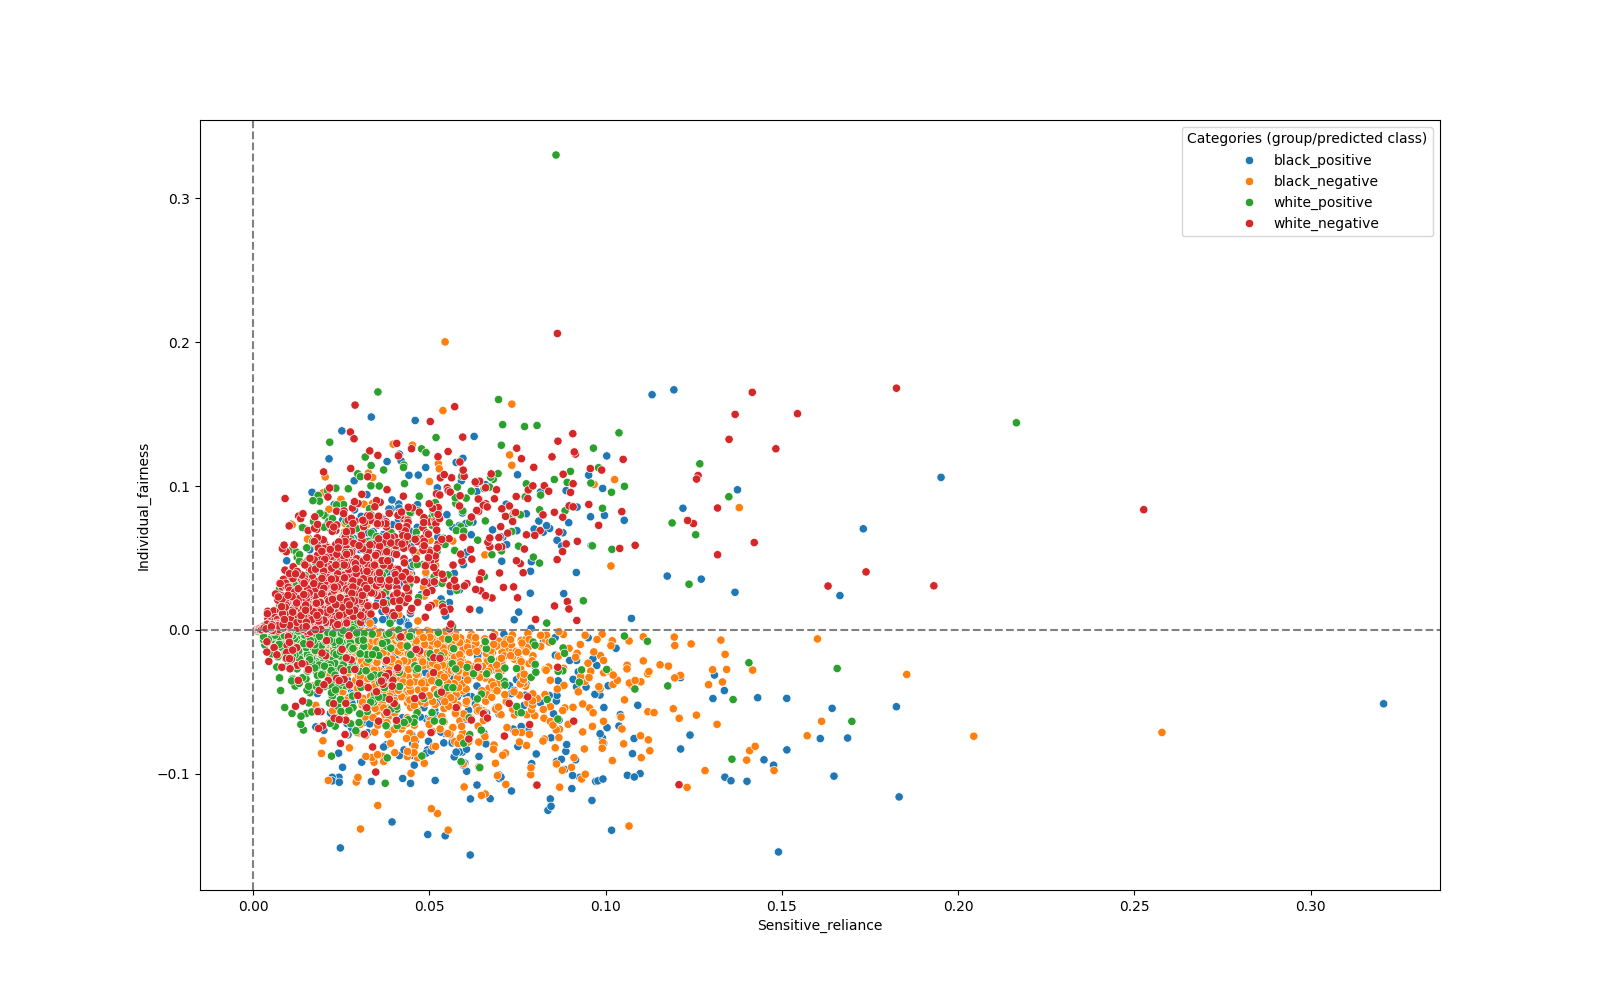 Categories (group/predicted class)
black_positive
black_negative
white_positive
white_negative
0.3
0.2
0.1
0.0
−0.1
Individual_fairness
0.00 0.05 0.10 0.15 0.20 0.25 0.30
Sensitive_reliance